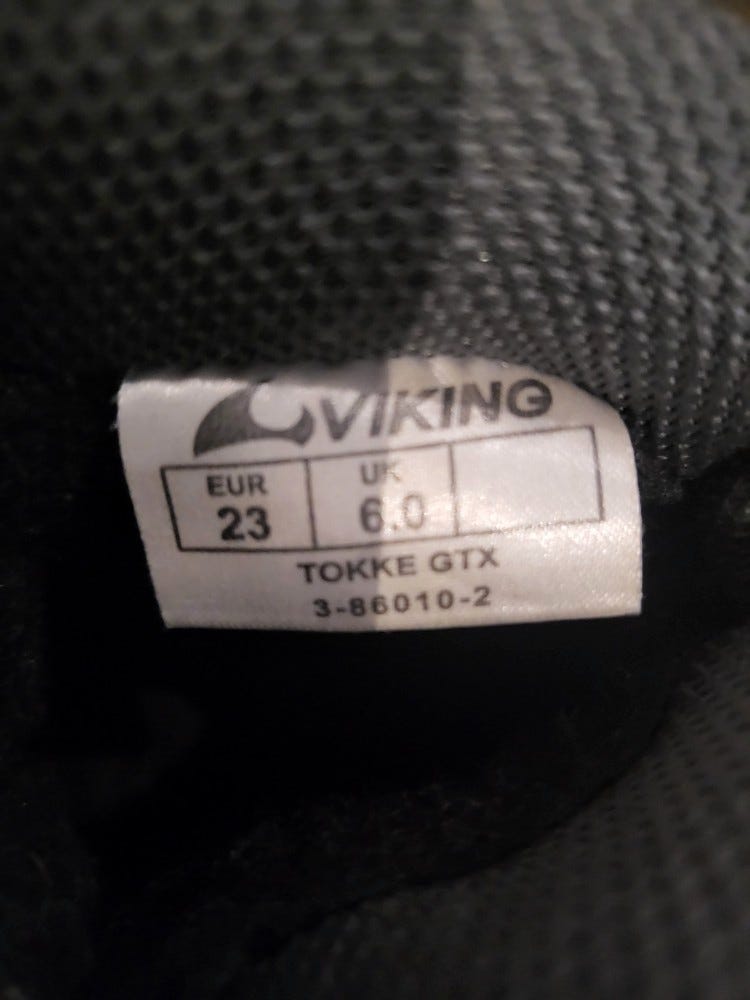 VIKING
EUR UK
23 6.0
TOKKE GTX
3-86010-2